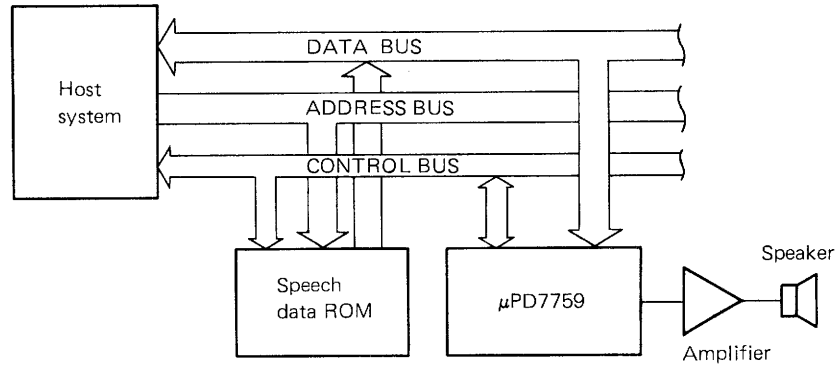 DATA BUS
Host
system
ADDRESS BUS
CONTROL BUS
Speech
data ROM
μPD7759
Speaker
Amplifier